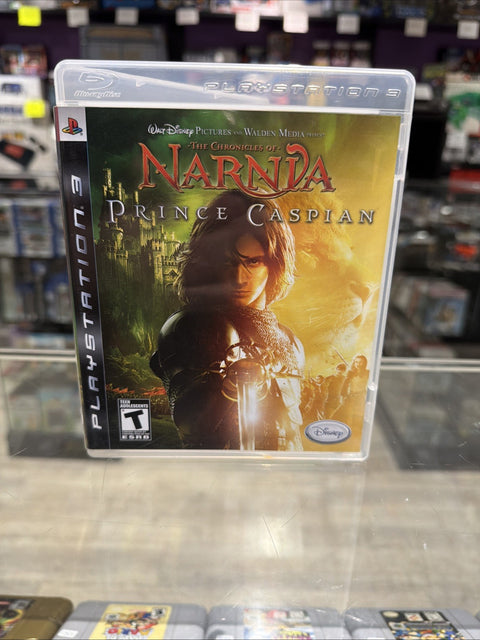 Blu-ray Disc
PLAYSTATION 3
PLAYSTATION 3
WALT DISNEY PICTURES AND WALDEN MEDIA PRESENT
·THE CHRONICLES OF·
NARNIA
PRINCE CASPIAN
TEEN
ADOLESCENTS
T
ESRB
Disney